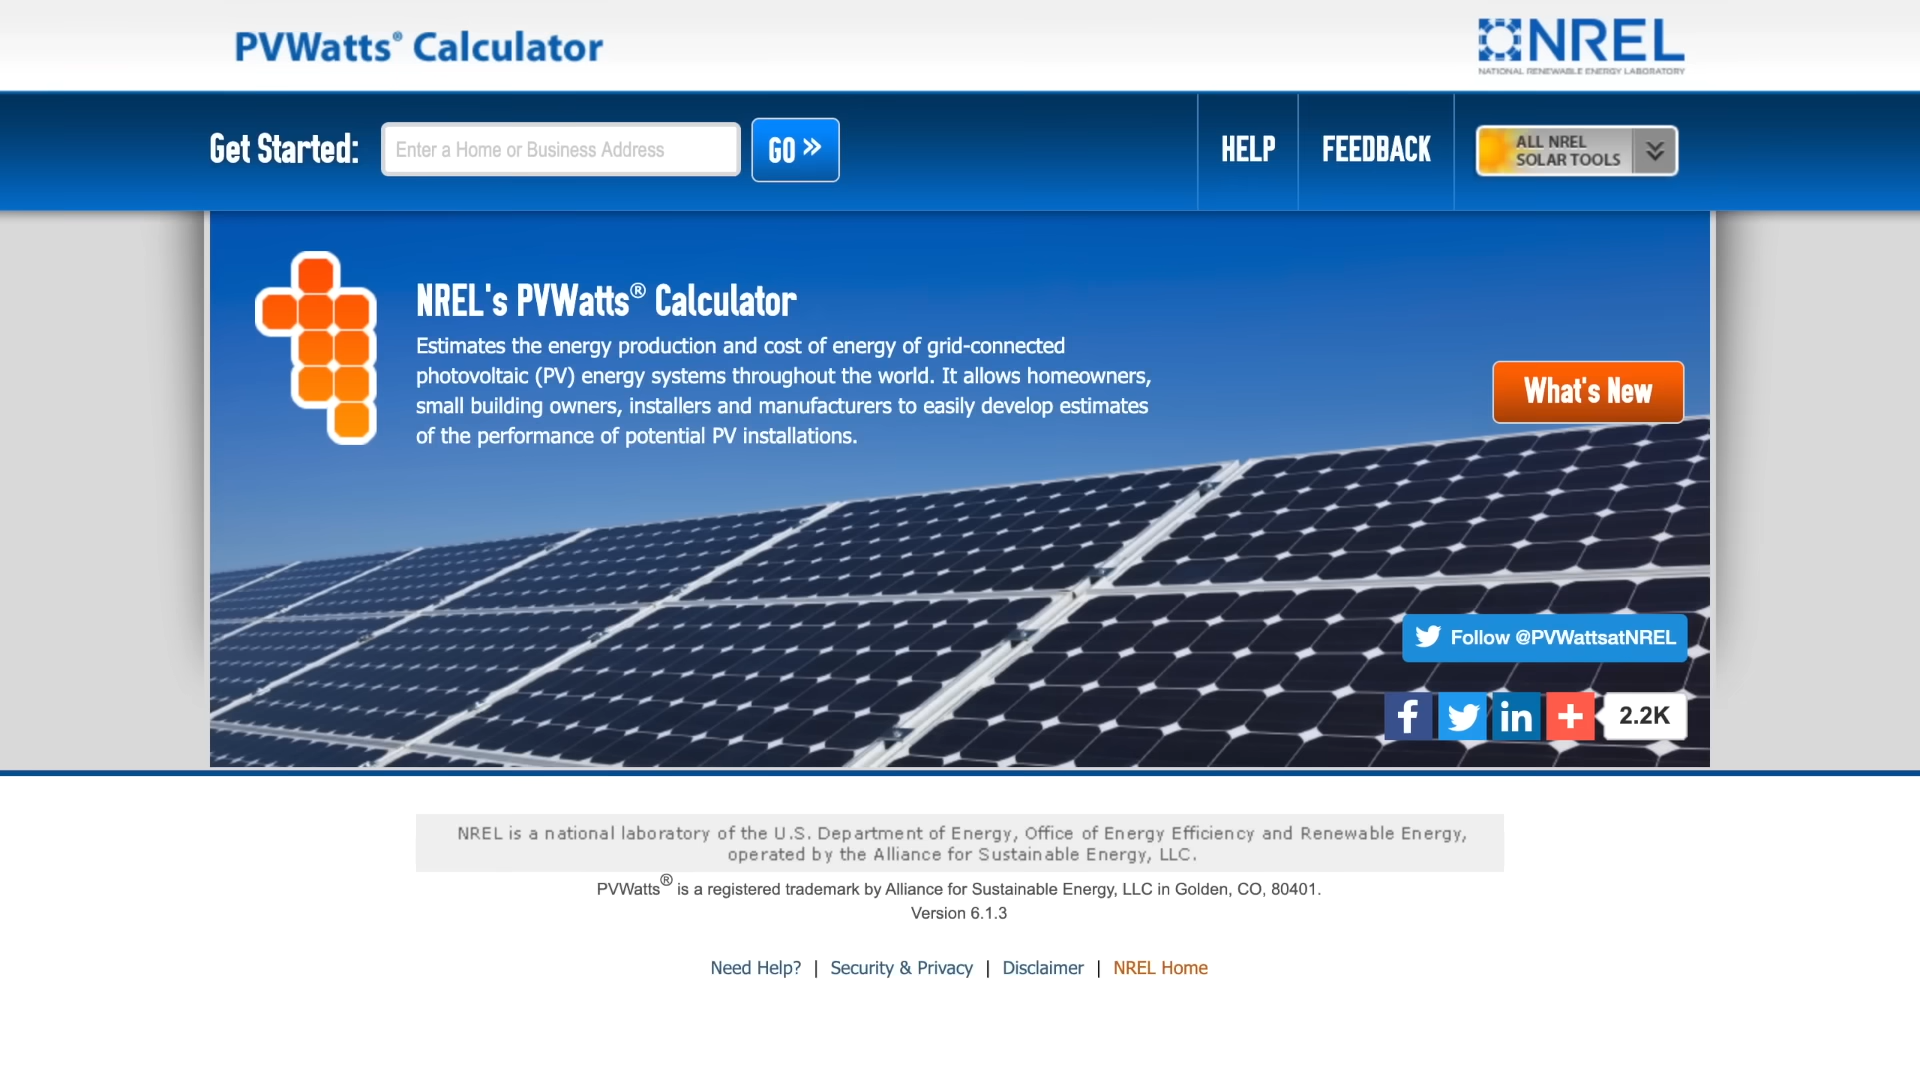 PVWatts® Calculator
NREL
NATIONAL RENEWABLE ENERGY LABORATORY
Get Started:
Enter a Home or Business Address
GO »
HELP
FEEDBACK
ALL NREL
SOLAR TOOLS
NREL's PVWatts® Calculator
Estimates the energy production and cost of energy of grid-connected
photovoltaic (PV) energy systems throughout the world. It allows homeowners,
small building owners, installers and manufacturers to easily develop estimates
of the performance of potential PV installations.
What's New
Follow @PVWattsatNREL
f
in
+
2.2K
NREL is a national laboratory of the U.S. Department of Energy, Office of Energy Efficiency and Renewable Energy,
operated by the Alliance for Sustainable Energy, LLC.
PVWatts® is a registered trademark by Alliance for Sustainable Energy, LLC in Golden, CO, 80401.
Version 6.1.3
Need Help? | Security & Privacy | Disclaimer | NREL Home